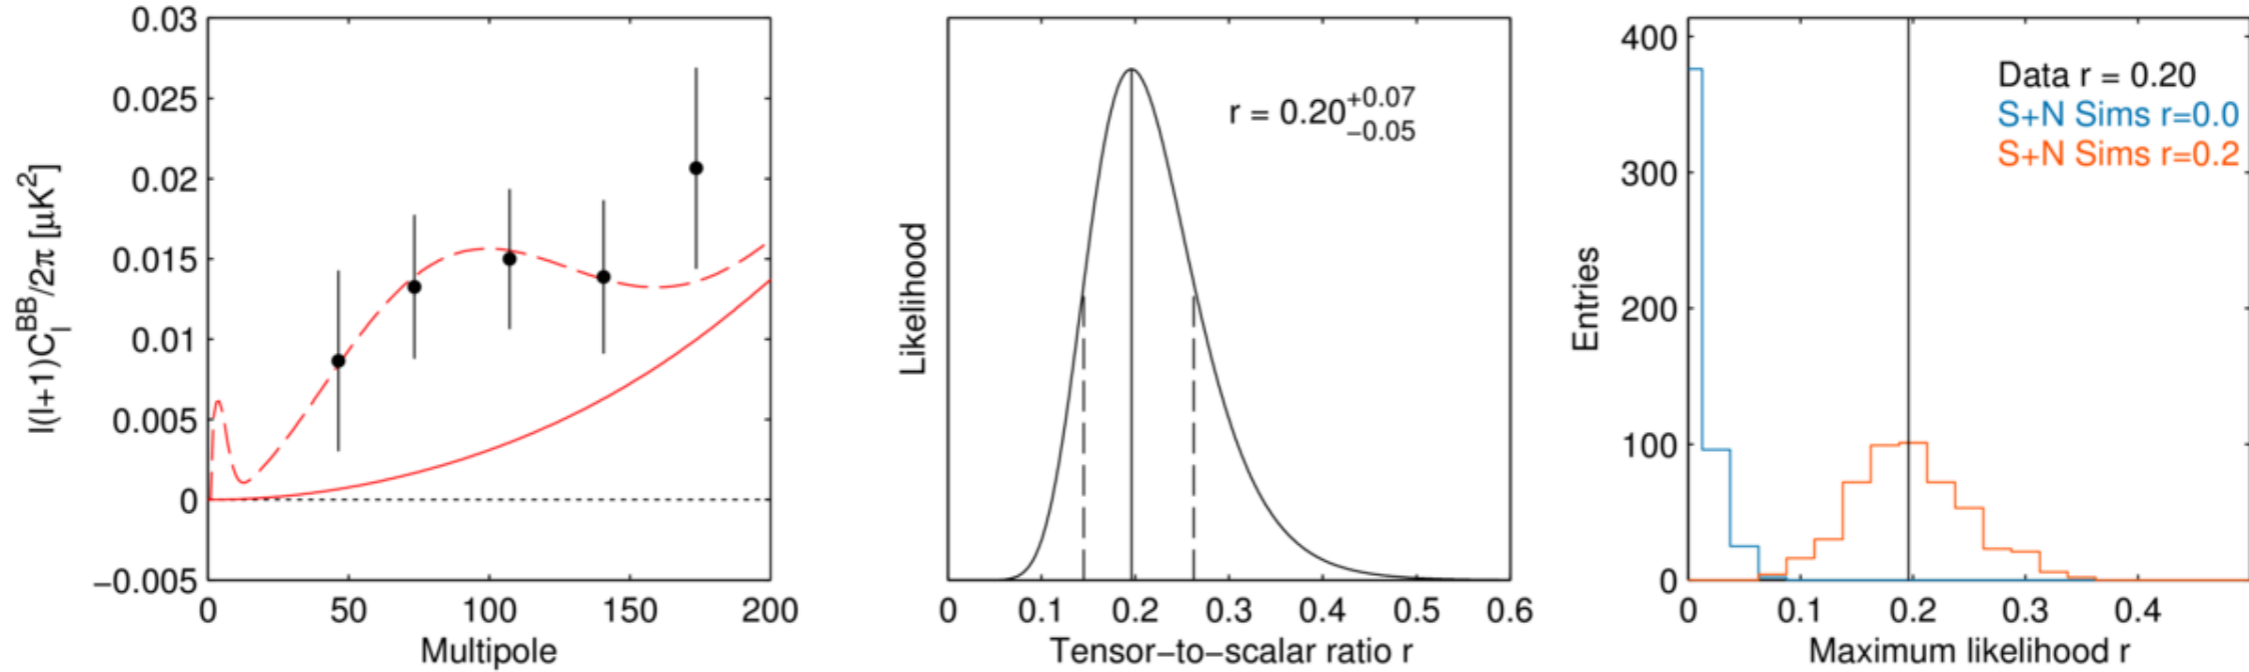 0.03
0.025
0.02
0.015
0.01
0.005
0
−0.005
l(l+1)C_l^{BB}/2π [μK²]
0 50 100 150 200
Multipole
Likelihood
r = 0.20^{+0.07}_{−0.05}
0 0.1 0.2 0.3 0.4 0.5 0.6
Tensor−to−scalar ratio r
400
300
200
100
0
Entries
Data r = 0.20
S+N Sims r=0.0
S+N Sims r=0.2
0 0.1 0.2 0.3 0.4
Maximum likelihood r